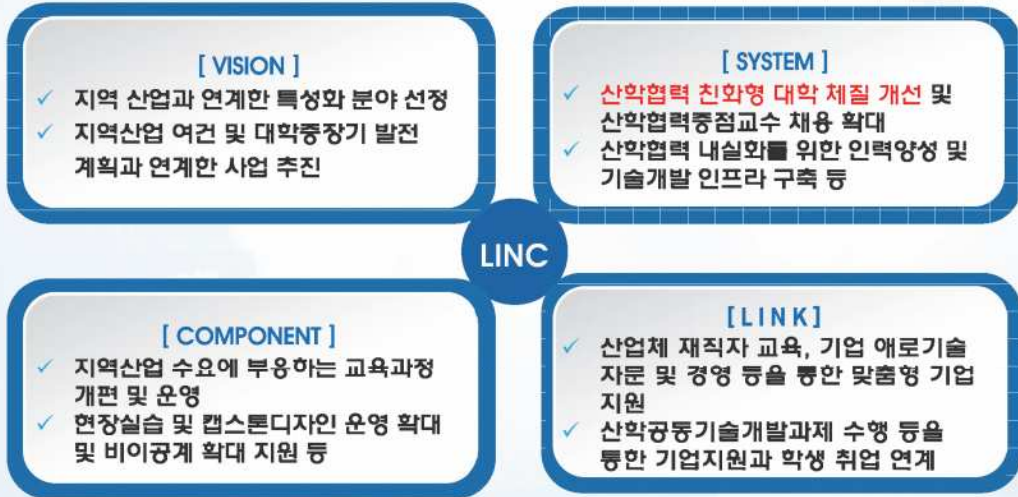 [ VISION ]
✓ 지역 산업과 연계한 특성화 분야 선정
✓ 지역산업 여건 및 대학중장기 발전
계획과 연계한 사업 추진
[ SYSTEM ]
✓ 산학협력 친화형 대학 체질 개선 및
산학협력중점교수 채용 확대
✓ 산학협력 내실화를 위한 인력양성 및
기술개발 인프라 구축 등
LINC
[ COMPONENT ]
✓ 지역산업 수요에 부응하는 교육과정
개편 및 운영
✓ 현장실습 및 캡스톤디자인 운영 확대
및 비이공계 확대 지원 등
[ L I N K ]
✓ 산업체 재직자 교육, 기업 애로기술
자문 및 경영 등을 통한 맞춤형 기업
지원
✓ 산학공동기술개발과제 수행 등을
통한 기업지원과 학생 취업 연계